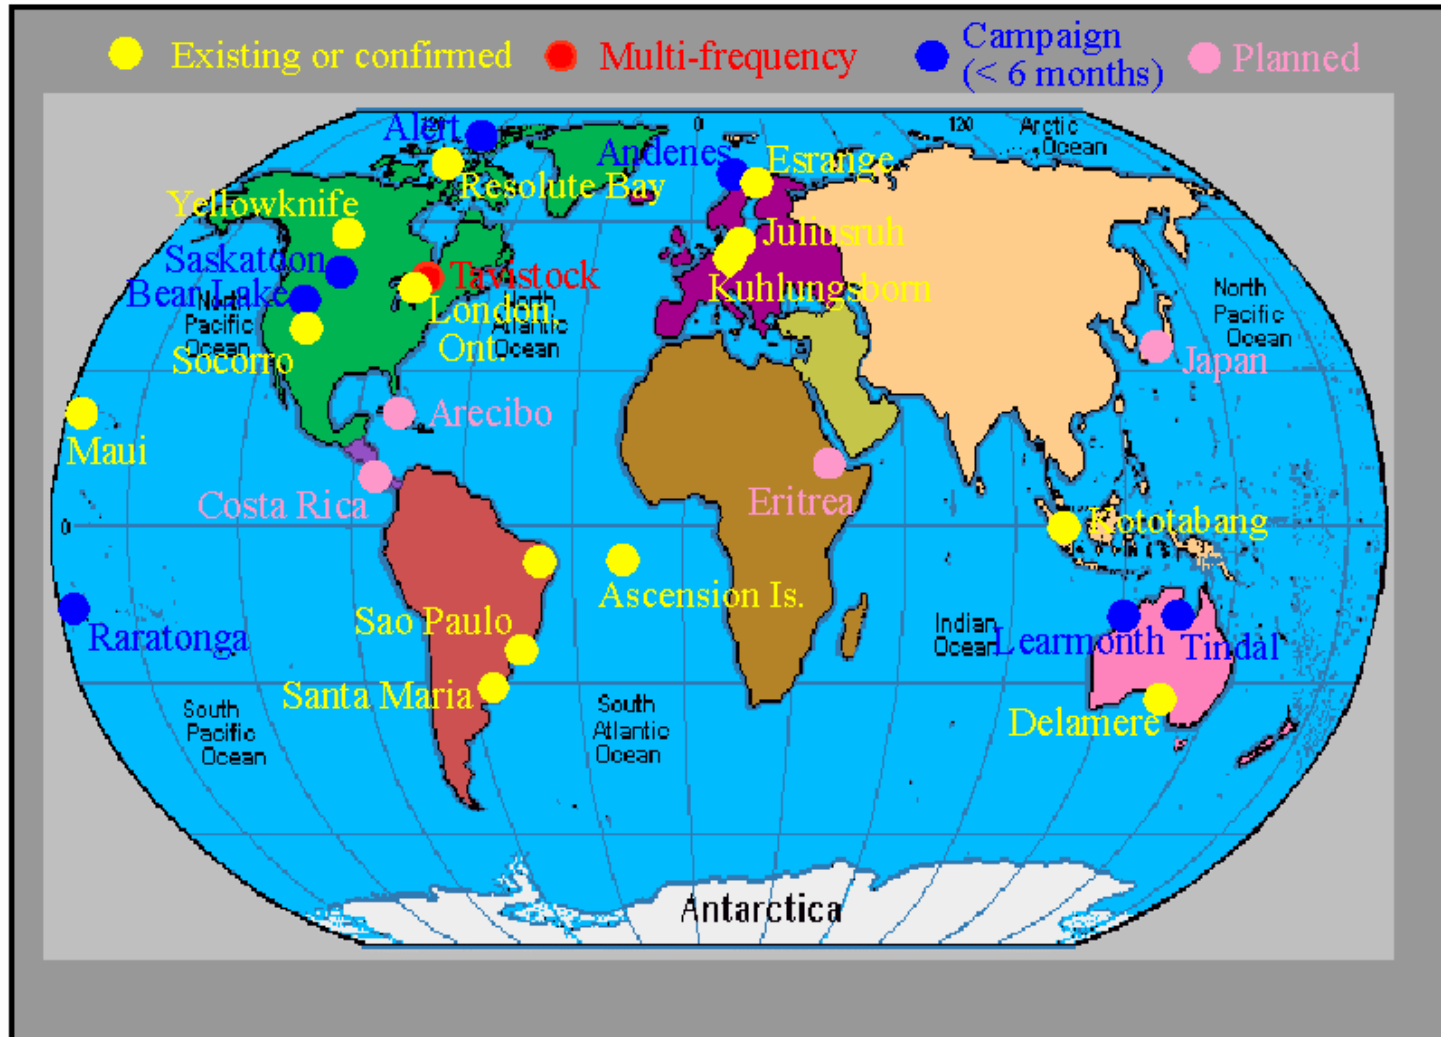 Existing or confirmed
Multi-frequency
Campaign
(< 6 months)
Planned
Alert
120
0
120
Arctic
Ocean
Andenes
Esrange
Resolute Bay
Yellowknife
Juliusruh
Saskatoon
Tavistock
Bear Lake
Kuhlungsborn
North
Pacific
Ocean
London,
Ont
North
Atlantic
Ocean
North
Pacific
Ocean
Socorro
Japan
Arecibo
Maui
Costa Rica
Eritrea
0
Kototabang
Ascension Is.
Sao Paulo
Raratonga
Indian
Ocean
Learmonth
Tindal
Santa Maria
South
Pacific
Ocean
South
Atlantic
Ocean
Delamere
Antarctica